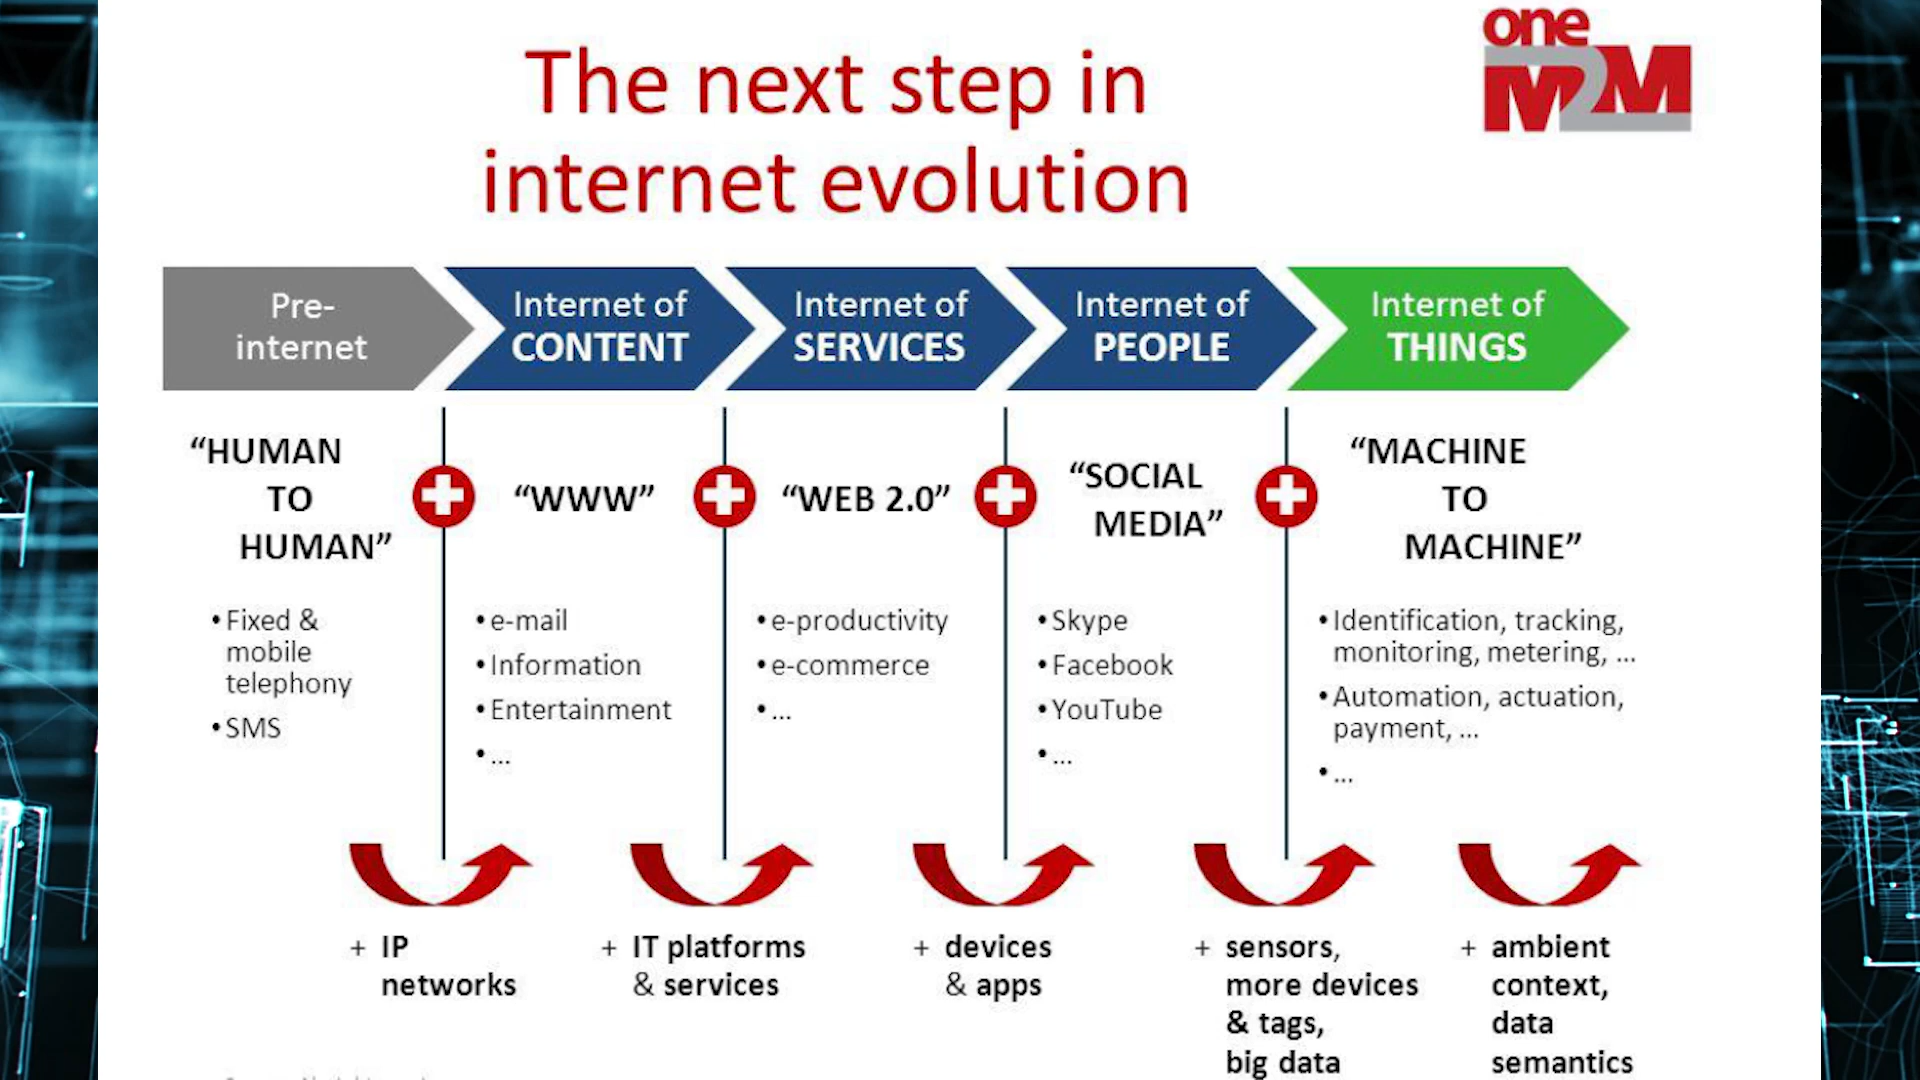 one
M2M
The next step in
internet evolution
Pre-
internet
Internet of
CONTENT
Internet of
SERVICES
Internet of
PEOPLE
Internet of
THINGS
“HUMAN
TO
HUMAN”
“WWW”
“WEB 2.0”
“SOCIAL
MEDIA”
“MACHINE
TO
MACHINE”
•Fixed &
mobile
telephony
•SMS
•e-mail
•Information
•Entertainment
•...
•e-productivity
•e-commerce
•...
•Skype
•Facebook
•YouTube
•...
•Identification, tracking,
monitoring, metering, ...
•Automation, actuation,
payment, ...
•...
+ IP
networks
+ IT platforms
& services
+ devices
& apps
+ sensors,
more devices
& tags,
big data
+ ambient
context,
data
semantics